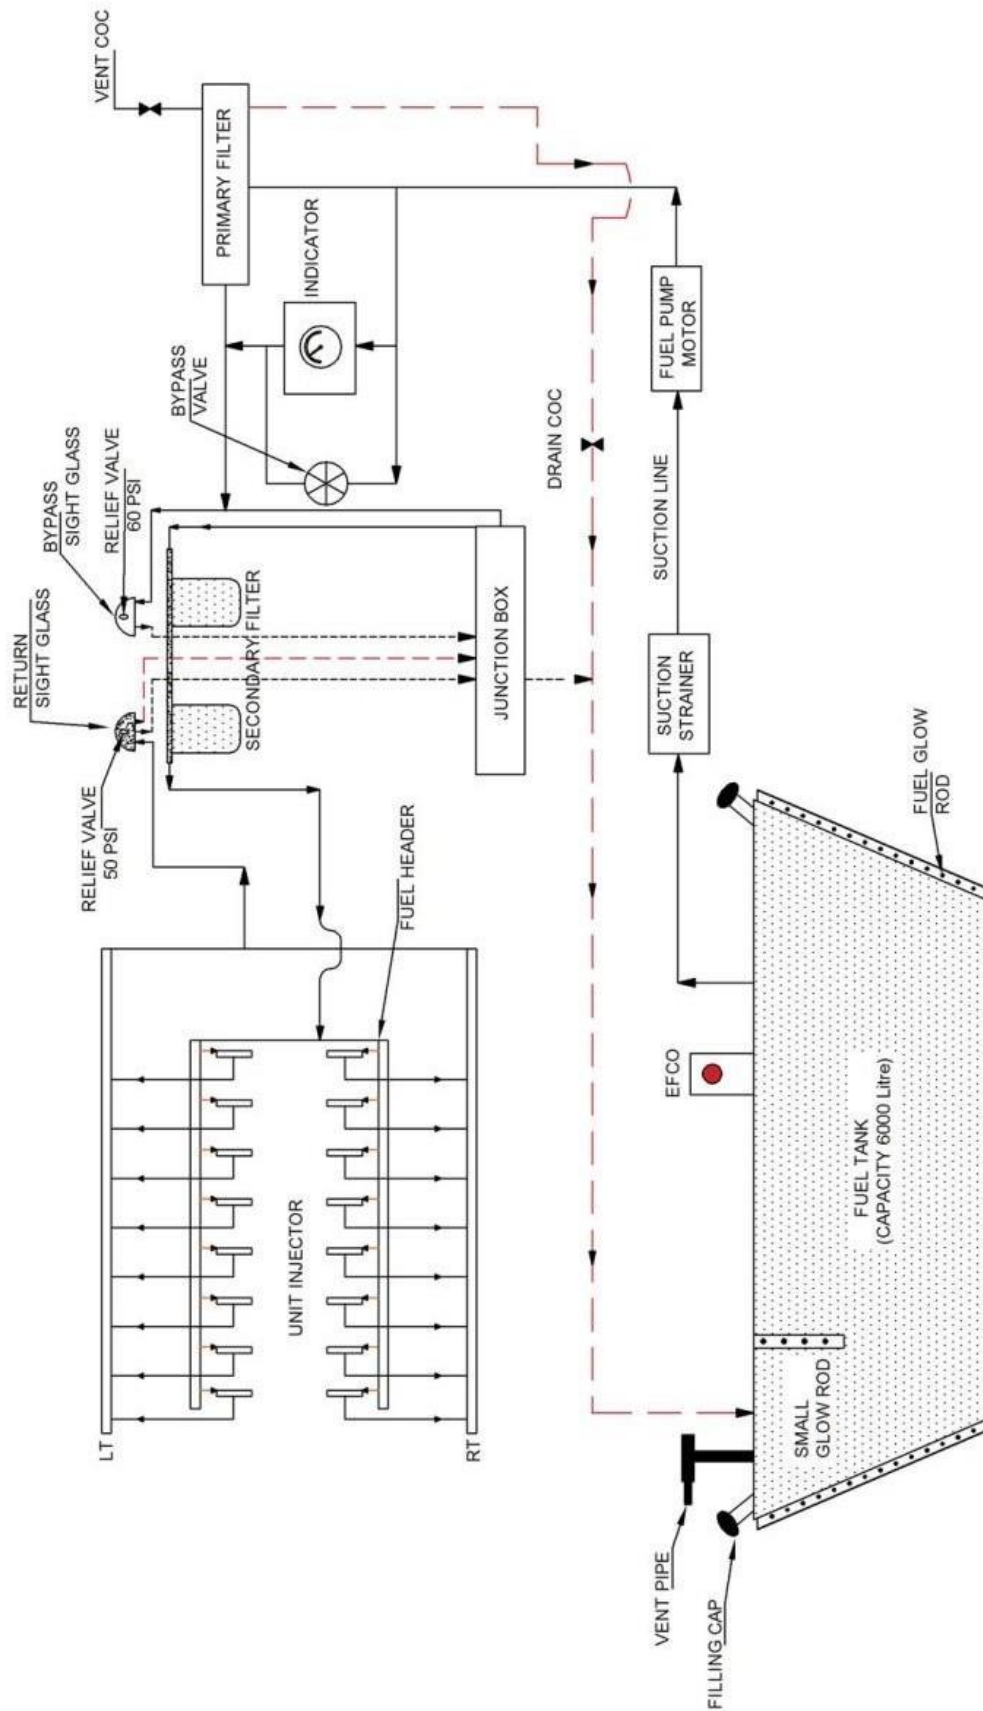 VENT COC
PRIMARY FILTER
INDICATOR
BYPASS
VALVE
BYPASS
SIGHT GLASS
RELIEF VALVE
60 PSI
RETURN
SIGHT GLASS
RELIEF VALVE
50 PSI
SECONDARY FILTER
JUNCTION BOX
FUEL HEADER
UNIT INJECTOR
LT
RT
DRAIN COC
FUEL PUMP
MOTOR
SUCTION LINE
SUCTION
STRAINER
FUEL GLOW
ROD
EFCO
FUEL TANK
(CAPACITY 6000 Litre)
SMALL
GLOW ROD
VENT PIPE
FILLING CAP